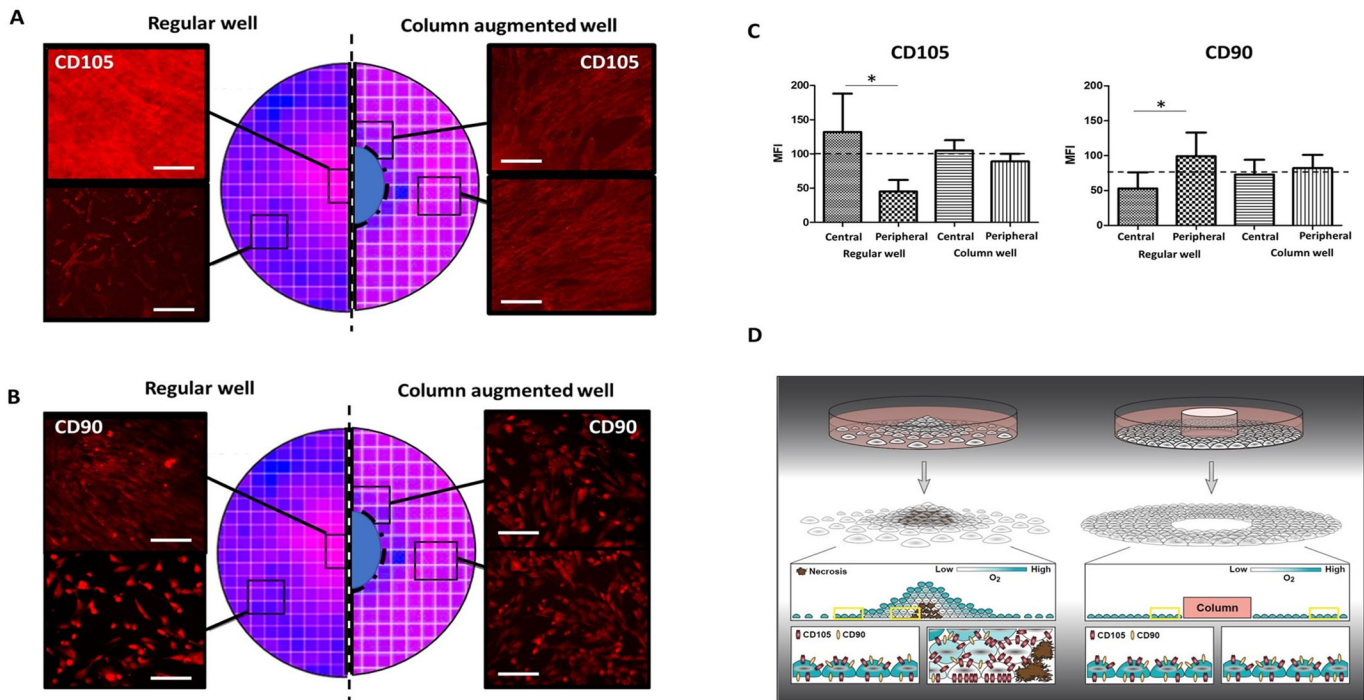 A
Regular well
Column augmented well
CD105
CD105
B
Regular well
Column augmented well
CD90
CD90
C
CD105
200
150
100
50
0
MFI
*
Central
Peripheral
Central
Peripheral
Regular well
Column well
CD90
200
150
100
50
0
MFI
*
Central
Peripheral
Central
Peripheral
Regular well
Column well
D
Necrosis
Low
High
O2
CD105
CD90
Low
High
O2
Column
CD105
CD90